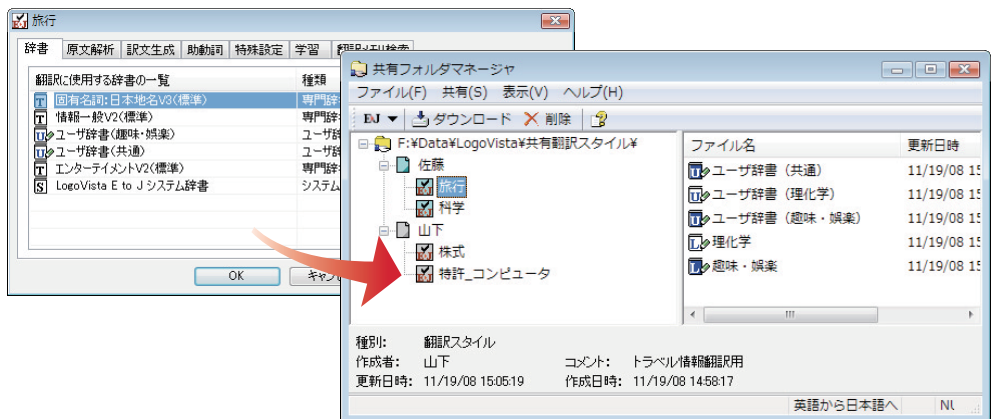 旅行
辞書 原文解析 訳文生成 助動詞 特殊設定 学習 翻訳メモリ検索
翻訳に使用する辞書の一覧 種類
固有名詞:日本地名V3(標準) 専門辞
情報一般V2(標準) 専門辞
ユーザ辞書(趣味・娯楽) ユーザ辞
ユーザ辞書(共通) ユーザ辞
エンターテイメントV2(標準) 専門辞
LogoVista E to J システム辞書 システム
OK キャン
共有フォルダマネージャ
ファイル(F) 共有(S) 表示(V) ヘルプ(H)
EJ ダウンロード 削除
F:¥Data¥LogoVista¥共有翻訳スタイル¥
佐藤
旅行
科学
山下
株式
特許_コンピュータ
ファイル名 更新日時
ユーザ辞書（共通） 11/19/08 15
ユーザ辞書（理化学） 11/19/08 15
ユーザ辞書（趣味・娯楽） 11/19/08 15
理化学 11/19/08 15
趣味・娯楽 11/19/08 15
種別: 翻訳スタイル
作成者: 山下 コメント: トラベル情報翻訳用
更新日時: 11/19/08 15:05:19 作成日時: 11/19/08 14:58:17
英語から日本語へ NU